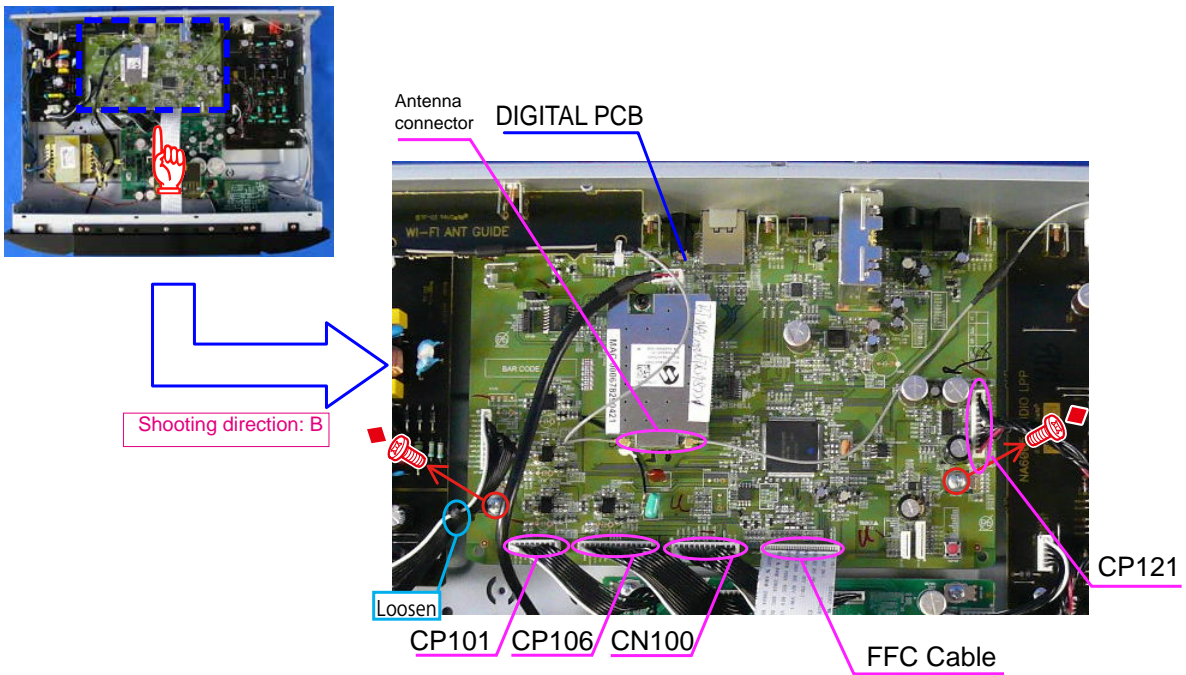 Antenna
connector
DIGITAL PCB
WI-FI ANT GUIDE
BAR CODE
Shooting direction: B
Loosen
CP101
CP106
CN100
FFC Cable
CP121